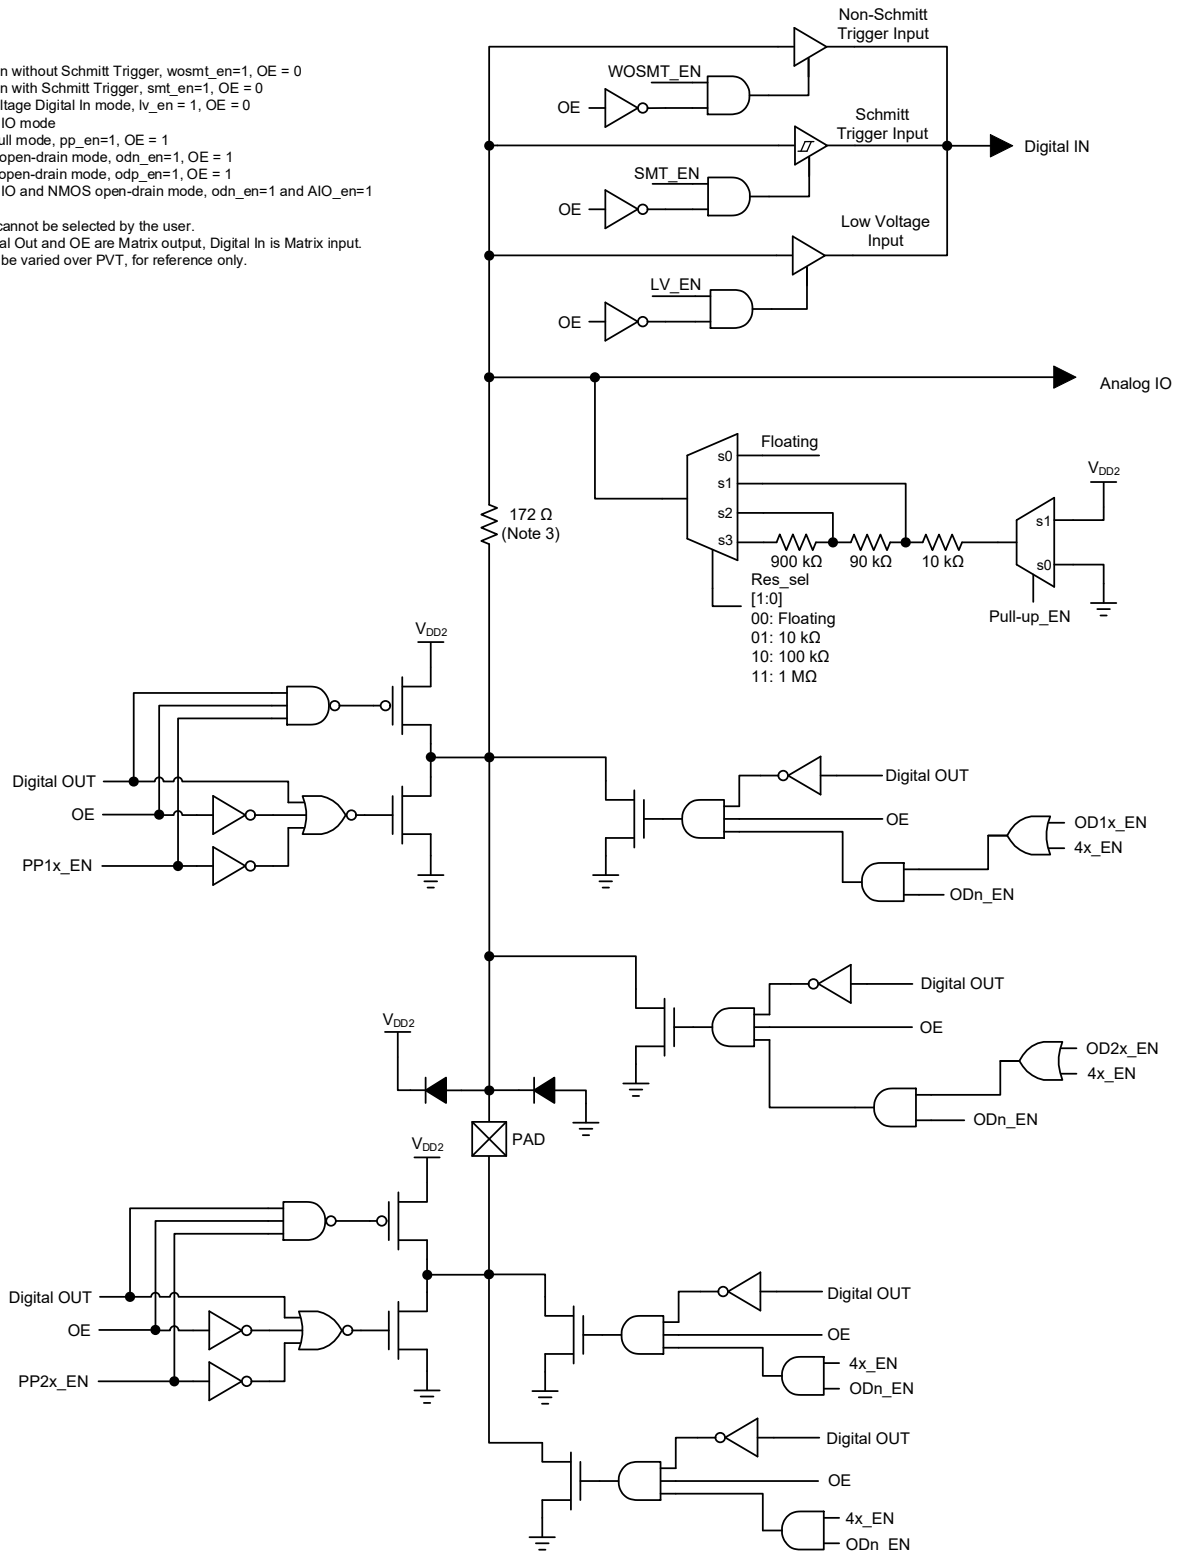 n without Schmitt Trigger, wosmt_en=1, OE = 0
n with Schmitt Trigger, smt_en=1, OE = 0
ltage Digital In mode, lv_en = 1, OE = 0
IO mode
ull mode, pp_en=1, OE = 1
open-drain mode, odn_en=1, OE = 1
open-drain mode, odp_en=1, OE = 1
IO and NMOS open-drain mode, odn_en=1 and AIO_en=1
cannot be selected by the user.
al Out and OE are Matrix output, Digital In is Matrix input.
be varied over PVT, for reference only.
Non-Schmitt
Trigger Input
WOSMT_EN
OE
Schmitt
Trigger Input
Digital IN
SMT_EN
OE
Low Voltage
Input
LV_EN
OE
Analog IO
Floating
s0
s1
s2
s3
VDD2
s1
s0
172 Ω
(Note 3)
900 kΩ
90 kΩ
10 kΩ
Res_sel
[1:0]
00: Floating
01: 10 kΩ
10: 100 kΩ
11: 1 MΩ
Pull-up_EN
VDD2
Digital OUT
OE
PP1x_EN
Digital OUT
OE
OD1x_EN
4x_EN
ODn_EN
Digital OUT
OE
OD2x_EN
4x_EN
ODn_EN
VDD2
PAD
VDD2
Digital OUT
OE
PP2x_EN
Digital OUT
OE
4x_EN
ODn_EN
Digital OUT
OE
4x_EN
ODn EN